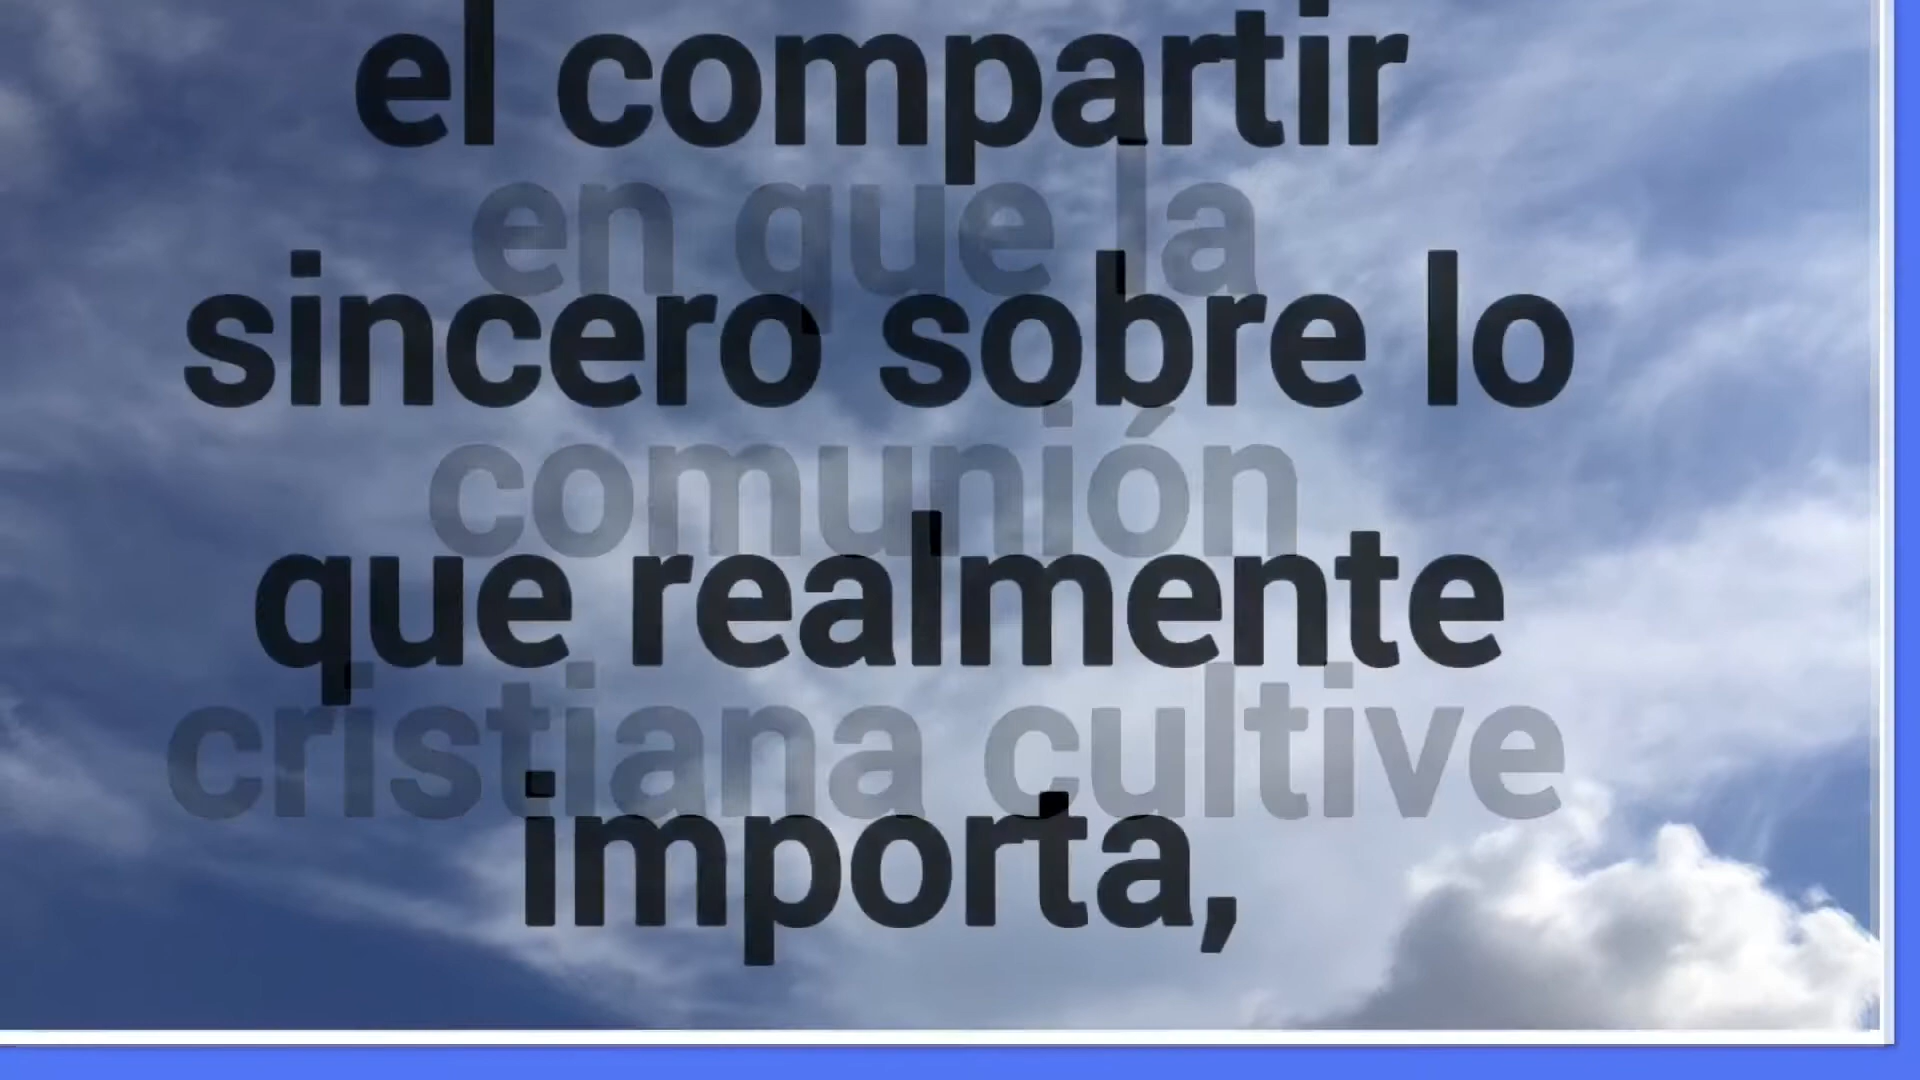 el compartir
en que la
sincero sobre lo
comunión
que realmente
cristiana cultive
importa,